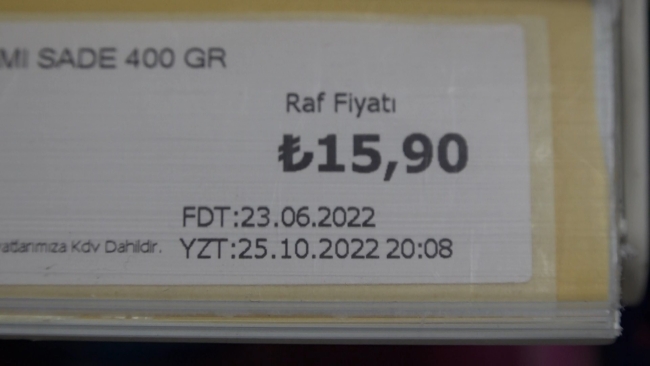 MI SADE 400 GR
Raf Fiyatı
₺15,90
FDT:23.06.2022
yatlarımıza Kdv Dahildir. YZT:25.10.2022 20:08